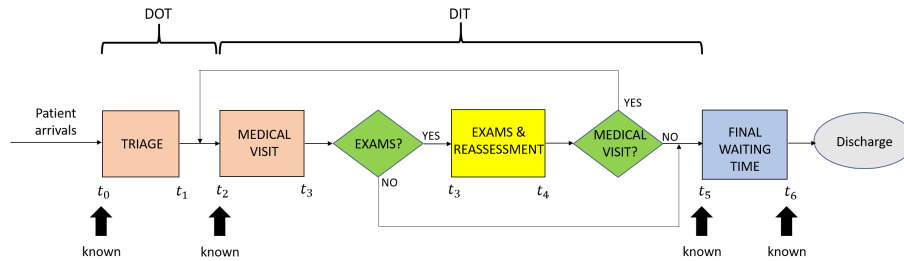 DOT
DIT
Patient
arrivals
TRIAGE
MEDICAL
VISIT
EXAMS?
YES
NO
EXAMS &
REASSESSMENT
MEDICAL
VISIT?
YES
NO
FINAL
WAITING
TIME
Discharge
t₀
t₁
t₂
t₃
t₃
t₄
t₅
t₆
known
known
known
known